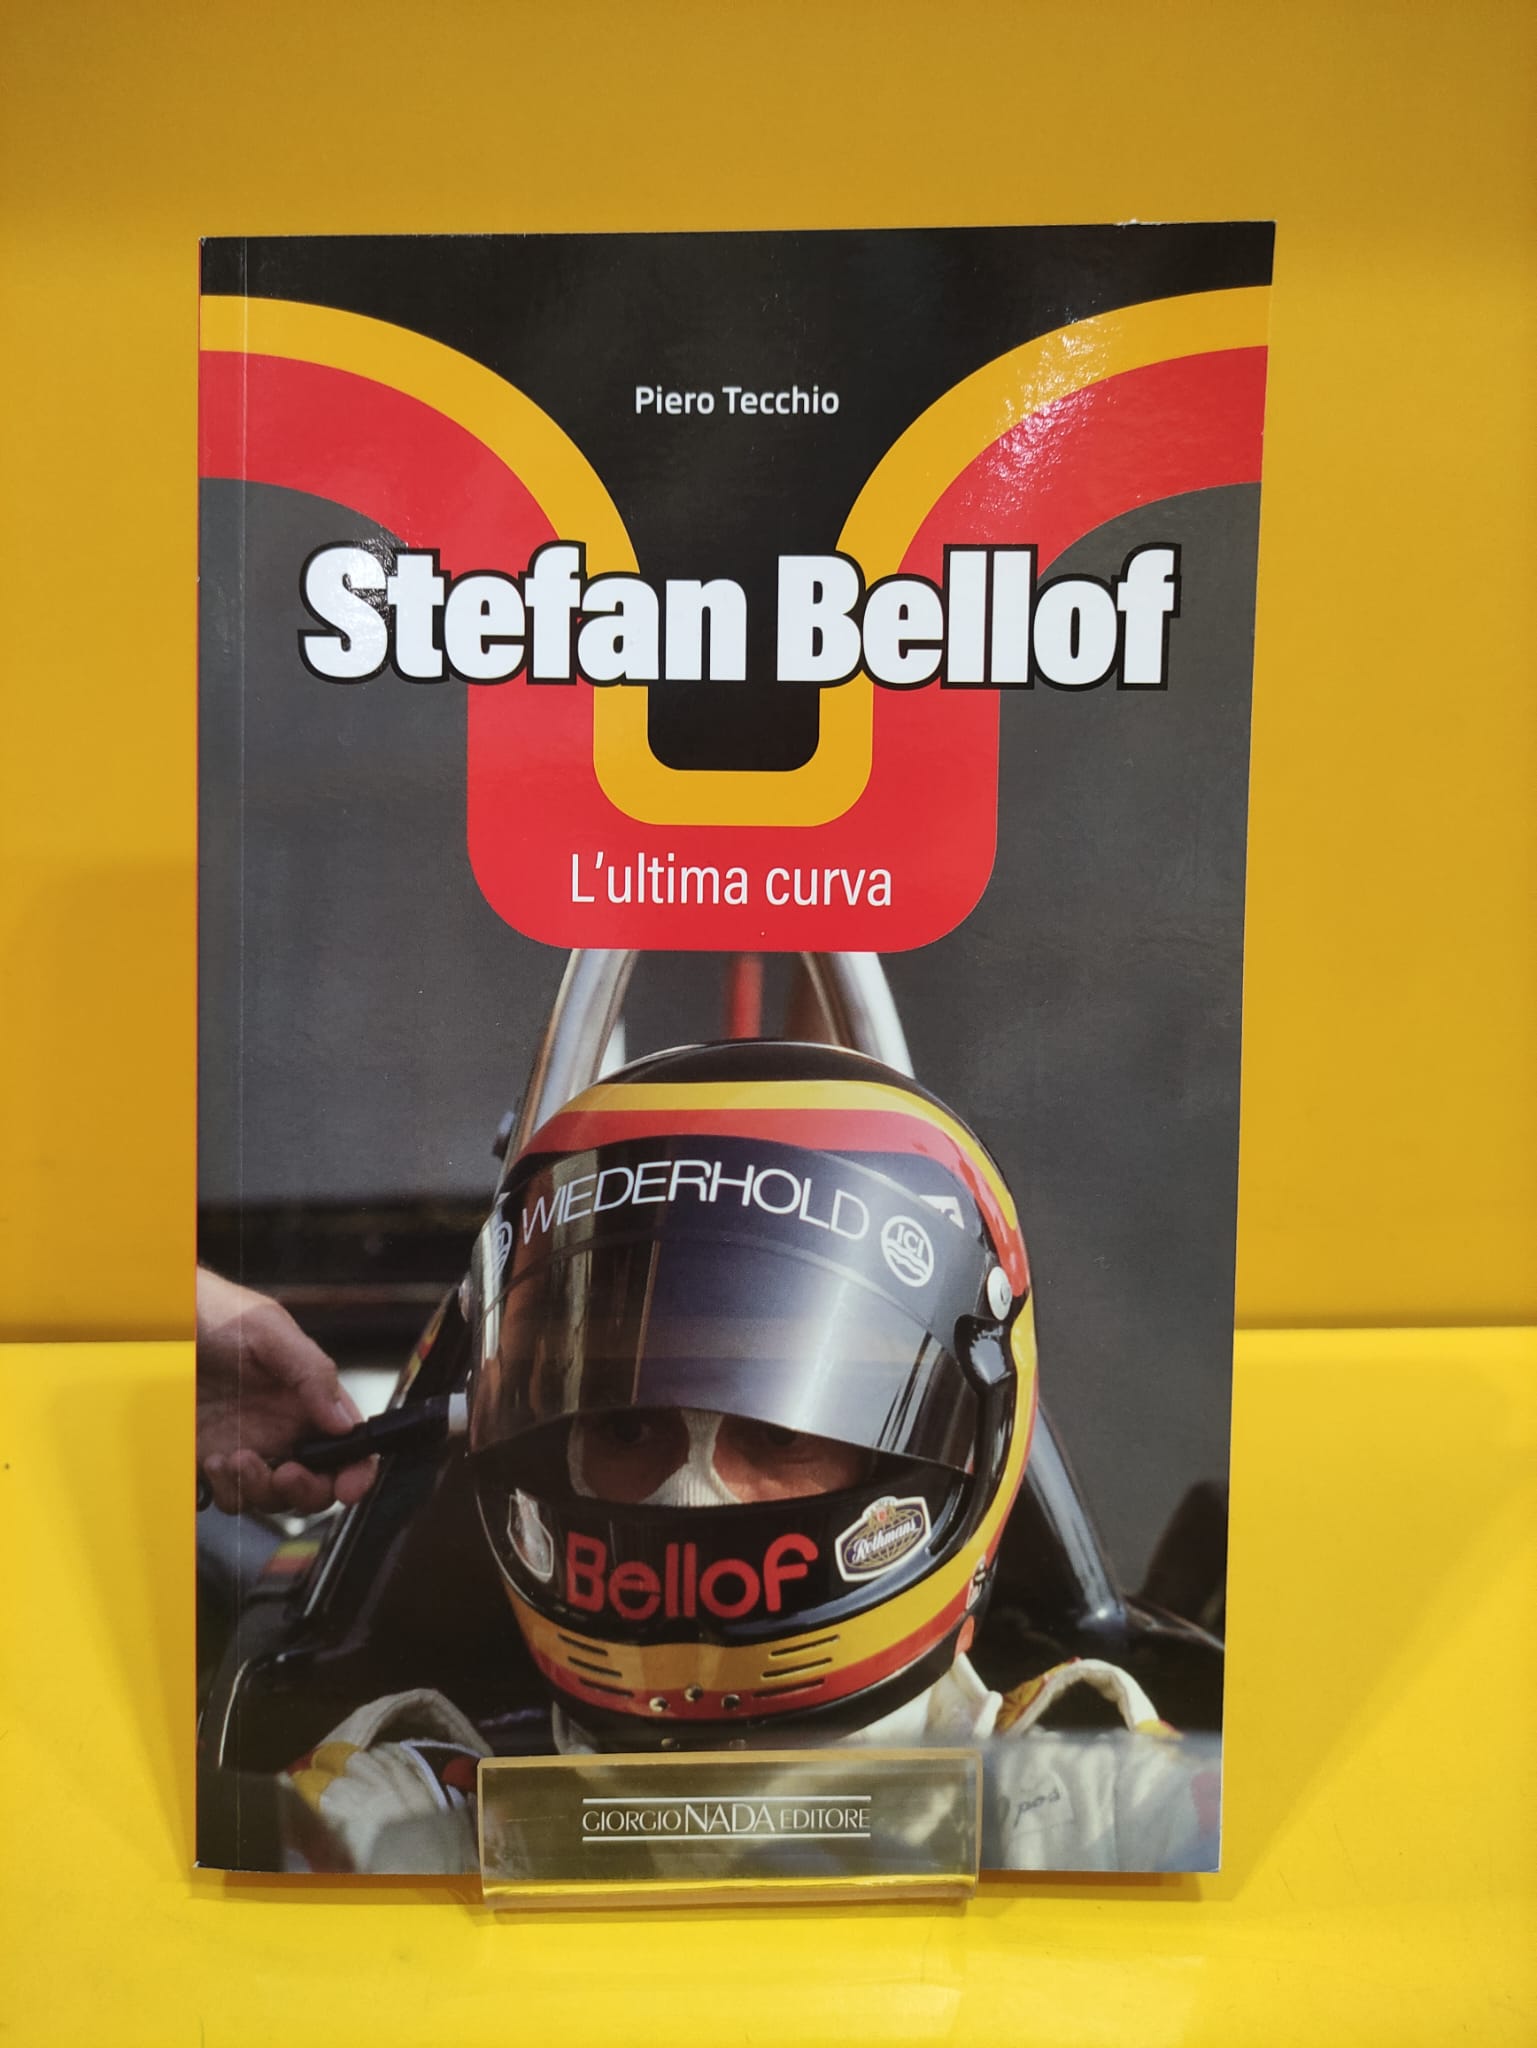 Piero Tecchio
Stefan Bellof
L'ultima curva
WIEDERHOLD
ICI
Bellof
Rothmans
GIORGIO NADA EDITORE